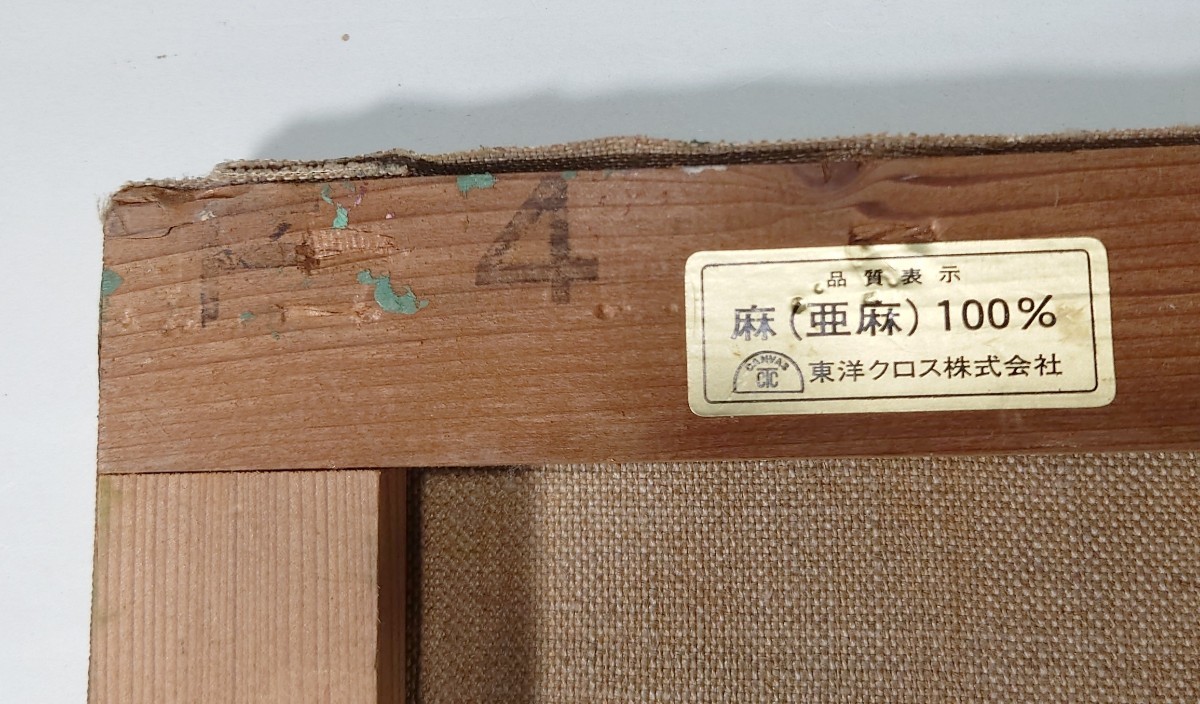 F 4
品質表示
麻(亜麻)100%
CANVAS
CTC
東洋クロス株式会社